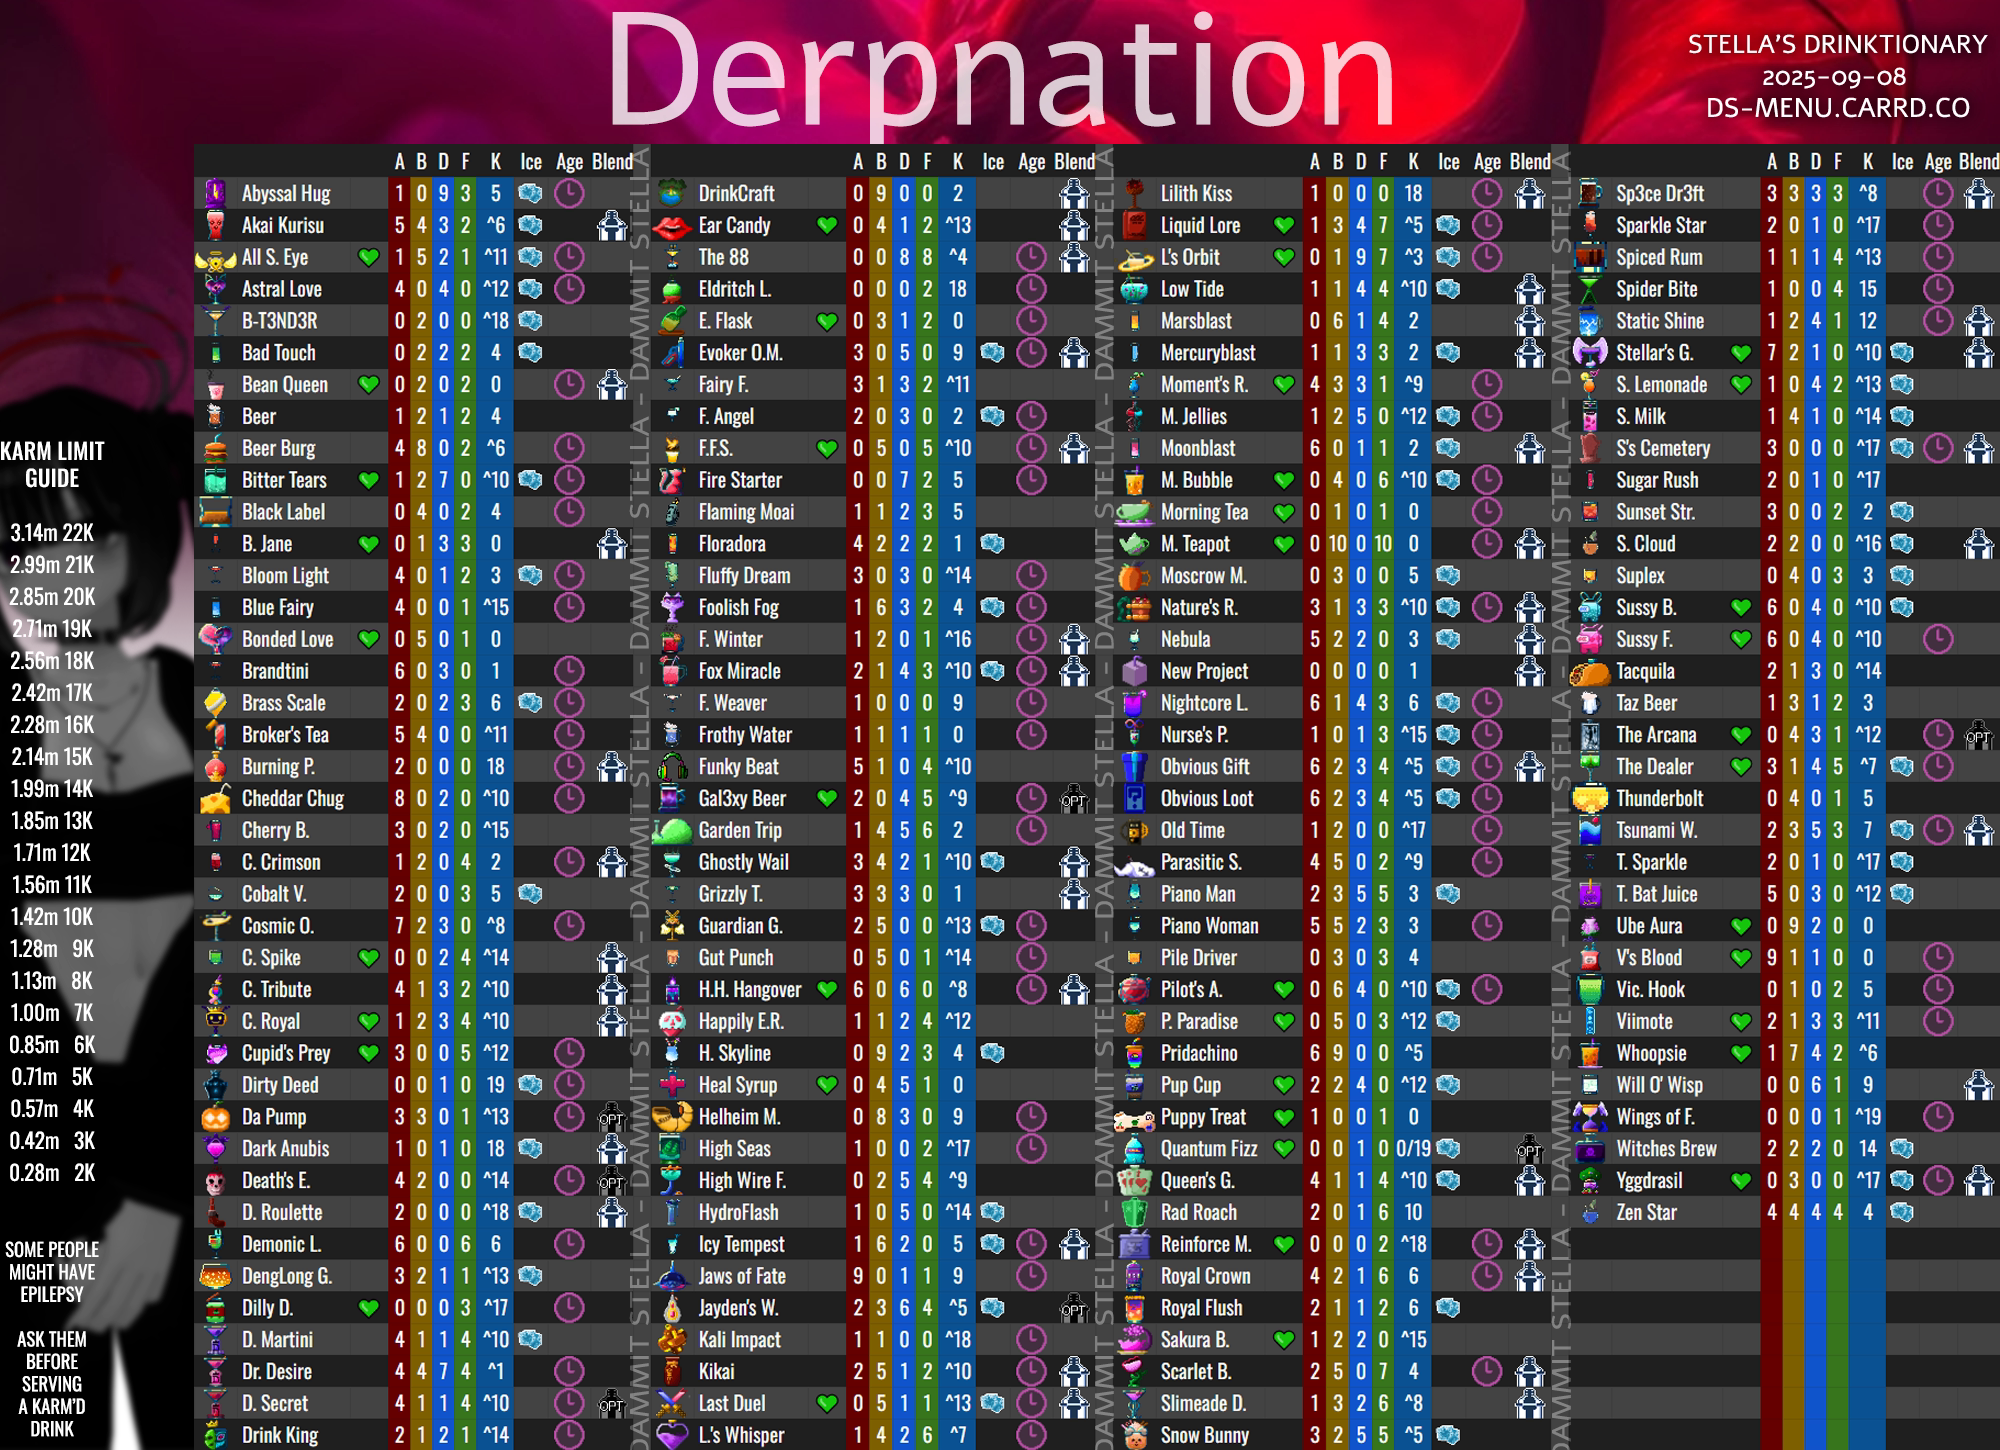 Derpnation
STELLA'S DRINKTIONARY
2025-09-08
DS-MENU.CARRD.CO
KARM LIMIT
GUIDE
3.14m 22K
2.99m 21K
2.85m 20K
2.71m 19K
2.56m 18K
2.42m 17K
2.28m 16K
2.14m 15K
1.99m 14K
1.85m 13K
1.71m 12K
1.56m 11K
1.42m 10K
1.28m 9K
1.13m 8K
1.00m 7K
0.85m 6K
0.71m 5K
0.57m 4K
0.42m 3K
0.28m 2K
SOME PEOPLE
MIGHT HAVE
EPILEPSY
ASK THEM
BEFORE
SERVING
A KARM'D
DRINK
A B D F K Ice Age Blend
Abyssal Hug 1 0 9 3 5
Akai Kurisu 5 4 3 2 ^6
All S. Eye 1 5 2 1 ^11
Astral Love 4 0 4 0 ^12
B-T3ND3R 0 2 0 0 ^18
Bad Touch 0 2 2 2 4
Bean Queen 0 2 0 2 0
Beer 1 2 1 2 4
Beer Burg 4 8 0 2 ^6
Bitter Tears 1 2 7 0 ^10
Black Label 0 4 0 2 4
B. Jane 0 1 3 3 0
Bloom Light 4 0 1 2 3
Blue Fairy 4 0 0 1 ^15
Bonded Love 0 5 0 1 0
Brandtini 6 0 3 0 1
Brass Scale 2 0 2 3 6
Broker's Tea 5 4 0 0 ^11
Burning P. 2 0 0 0 18
Cheddar Chug 8 0 2 0 ^10
Cherry B. 3 0 2 0 ^15
C. Crimson 1 2 0 4 2
Cobalt V. 2 0 0 3 5
Cosmic O. 7 2 3 0 ^8
C. Spike 0 0 2 4 ^14
C. Tribute 4 1 3 2 ^10
C. Royal 1 2 3 4 ^10
Cupid's Prey 3 0 0 5 ^12
Dirty Deed 0 0 1 0 19
Da Pump 3 3 0 1 ^13 OPT
Dark Anubis 1 0 1 0 18
Death's E. 4 2 0 0 ^14 OPT
D. Roulette 2 0 0 0 ^18
Demonic L. 6 0 0 6 6
DengLong G. 3 2 1 1 ^13
Dilly D. 0 0 0 3 ^17
D. Martini 4 1 1 4 ^10
Dr. Desire 4 4 7 4 ^1
D. Secret 4 1 1 4 ^10 OPT
Drink King 2 1 2 1 ^14
A B D F K Ice Age Blend
DrinkCraft 0 9 0 0 2
Ear Candy 0 4 1 2 ^13
The 88 0 0 8 8 ^4
Eldritch L. 0 0 0 2 18
E. Flask 0 3 1 2 0
Evoker O.M. 3 0 5 0 9
Fairy F. 3 1 3 2 ^11
F. Angel 2 0 3 0 2
F.F.S. 0 5 0 5 ^10
Fire Starter 0 0 7 2 5
Flaming Moai 1 1 2 3 5
Floradora 4 2 2 2 1
Fluffy Dream 3 0 3 0 ^14
Foolish Fog 1 6 3 2 4
F. Winter 1 2 0 1 ^16
Fox Miracle 2 1 4 3 ^10
F. Weaver 1 0 0 0 9
Frothy Water 1 1 1 1 0
Funky Beat 5 1 0 4 ^10
Gal3xy Beer 2 0 4 5 ^9 OPT
Garden Trip 1 4 5 6 2
Ghostly Wail 3 4 2 1 ^10
Grizzly T. 3 3 3 0 1
Guardian G. 2 5 0 0 ^13
Gut Punch 0 5 0 1 ^14
H.H. Hangover 6 0 6 0 ^8
Happily E.R. 1 1 2 4 ^12
H. Skyline 0 9 2 3 4
Heal Syrup 0 4 5 1 0
Helheim M. 0 8 3 0 9
High Seas 1 0 0 2 ^17
High Wire F. 0 2 5 4 ^9
HydroFlash 1 0 5 0 ^14
Icy Tempest 1 6 2 0 5
Jaws of Fate 9 0 1 1 9
Jayden's W. 2 3 6 4 ^5 OPT
Kali Impact 1 1 0 0 ^18
Kikai 2 5 1 2 ^10
Last Duel 0 5 1 1 ^13
L.'s Whisper 1 4 2 6 ^7
A B D F K Ice Age Blend
Lilith Kiss 1 0 0 0 18
Liquid Lore 1 3 4 7 ^5
L's Orbit 0 1 9 7 ^3
Low Tide 1 1 4 4 ^10
Marsblast 0 6 1 4 2
Mercuryblast 1 1 3 3 2
Moment's R. 4 3 3 1 ^9
M. Jellies 1 2 5 0 ^12
Moonblast 6 0 1 1 2
M. Bubble 0 4 0 6 ^10
Morning Tea 0 1 0 1 0
M. Teapot 0 10 0 10 0
Moscrow M. 0 3 0 0 5
Nature's R. 3 1 3 3 ^10
Nebula 5 2 2 0 3
New Project 0 0 0 0 1
Nightcore L. 6 1 4 3 6
Nurse's P. 1 0 1 3 ^15
Obvious Gift 6 2 3 4 ^5
Obvious Loot 6 2 3 4 ^5
Old Time 1 2 0 0 ^17
Parasitic S. 4 5 0 2 ^9
Piano Man 2 3 5 5 3
Piano Woman 5 5 2 3 3
Pile Driver 0 3 0 3 4
Pilot's A. 0 6 4 0 ^10
P. Paradise 0 5 0 3 ^12
Pridachino 6 9 0 0 ^5
Pup Cup 2 2 4 0 ^12
Puppy Treat 1 0 0 1 0
Quantum Fizz 0 0 1 0 0/19 OPT
Queen's G. 4 1 1 4 ^10
Rad Roach 2 0 1 6 10
Reinforce M. 0 0 0 2 ^18
Royal Crown 4 2 1 6 6
Royal Flush 2 1 1 2 6
Sakura B. 1 2 2 0 ^15
Scarlet B. 2 5 0 7 4
Slimeade D. 1 3 2 6 ^8
Snow Bunny 3 2 5 5 ^5
A B D F K Ice Age Blend
Sp3ce Dr3ft 3 3 3 3 ^8
Sparkle Star 2 0 1 0 ^17
Spiced Rum 1 1 1 4 ^13
Spider Bite 1 0 0 4 15
Static Shine 1 2 4 1 12
Stellar's G. 7 2 1 0 ^10
S. Lemonade 1 0 4 2 ^13
S. Milk 1 4 1 0 ^14
S's Cemetery 3 0 0 0 ^17
Sugar Rush 2 0 1 0 ^17
Sunset Str. 3 0 0 2 2
S. Cloud 2 2 0 0 ^16
Suplex 0 4 0 3 3
Sussy B. 6 0 4 0 ^10
Sussy F. 6 0 4 0 ^10
Tacquila 2 1 3 0 ^14
Taz Beer 1 3 1 2 3
The Arcana 0 4 3 1 ^12 OPT
The Dealer 3 1 4 5 ^7
Thunderbolt 0 4 0 1 5
Tsunami W. 2 3 5 3 7
T. Sparkle 2 0 1 0 ^17
T. Bat Juice 5 0 3 0 ^12
Ube Aura 0 9 2 0 0
V's Blood 9 1 1 0 0
Vic. Hook 0 1 0 2 5
Viimote 2 1 3 3 ^11
Whoopsie 1 7 4 2 ^6
Will O' Wisp 0 0 6 1 9
Wings of F. 0 0 0 1 ^19
Witches Brew 2 2 2 0 14
Yggdrasil 0 3 0 0 ^17
Zen Star 4 4 4 4 4
DAMMIT STELLA - DAMMIT STELLA - DAMMIT STELLA - DAMMIT STELLA
DAMMIT STELLA - DAMMIT STELLA - DAMMIT STELLA - DAMMIT STELLA
DAMMIT STELLA - DAMMIT STELLA - DAMMIT STELLA - DAMMIT STELLA